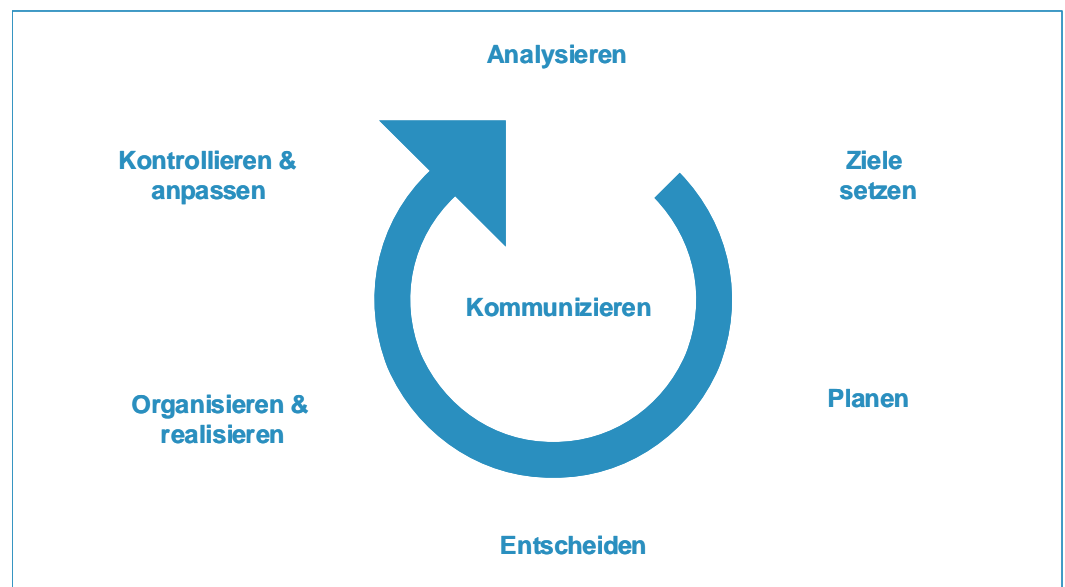 Analysieren
Kontrollieren &
anpassen
Ziele
setzen
Kommunizieren
Organisieren &
realisieren
Planen
Entscheiden